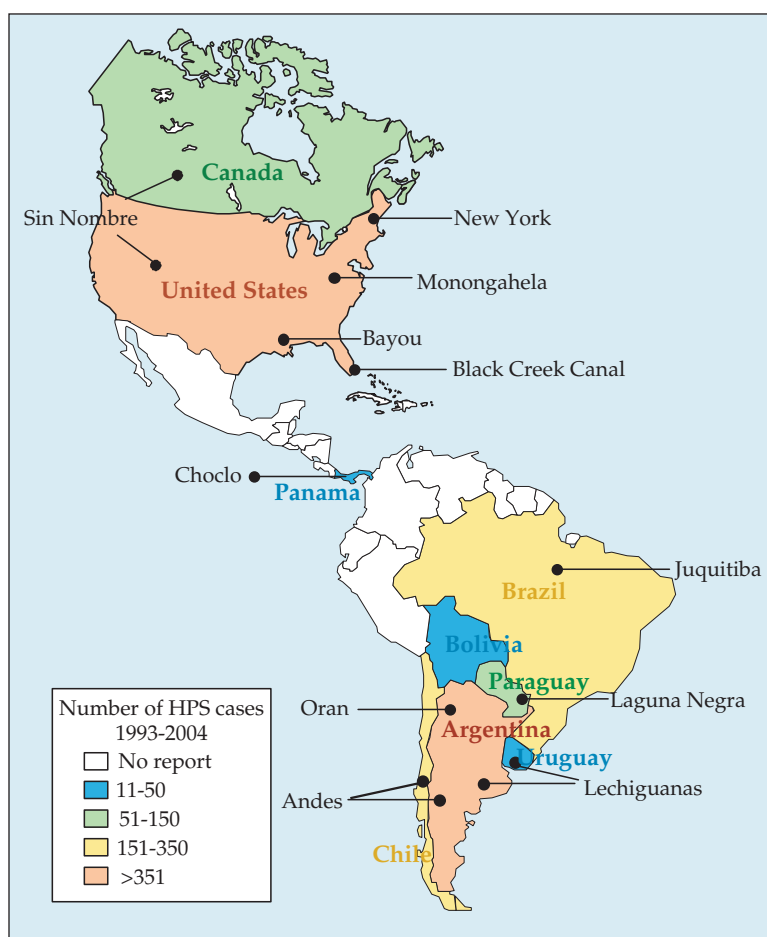 Canada
Sin Nombre
New York
United States
Monongahela
Bayou
Black Creek Canal
Choclo
Panama
Juquitiba
Brazil
Bolivia
Paraguay
Laguna Negra
Oran
Argentina
Uruguay
Andes
Lechiguanas
Chile
Number of HPS cases
1993-2004
No report
11-50
51-150
151-350
>351